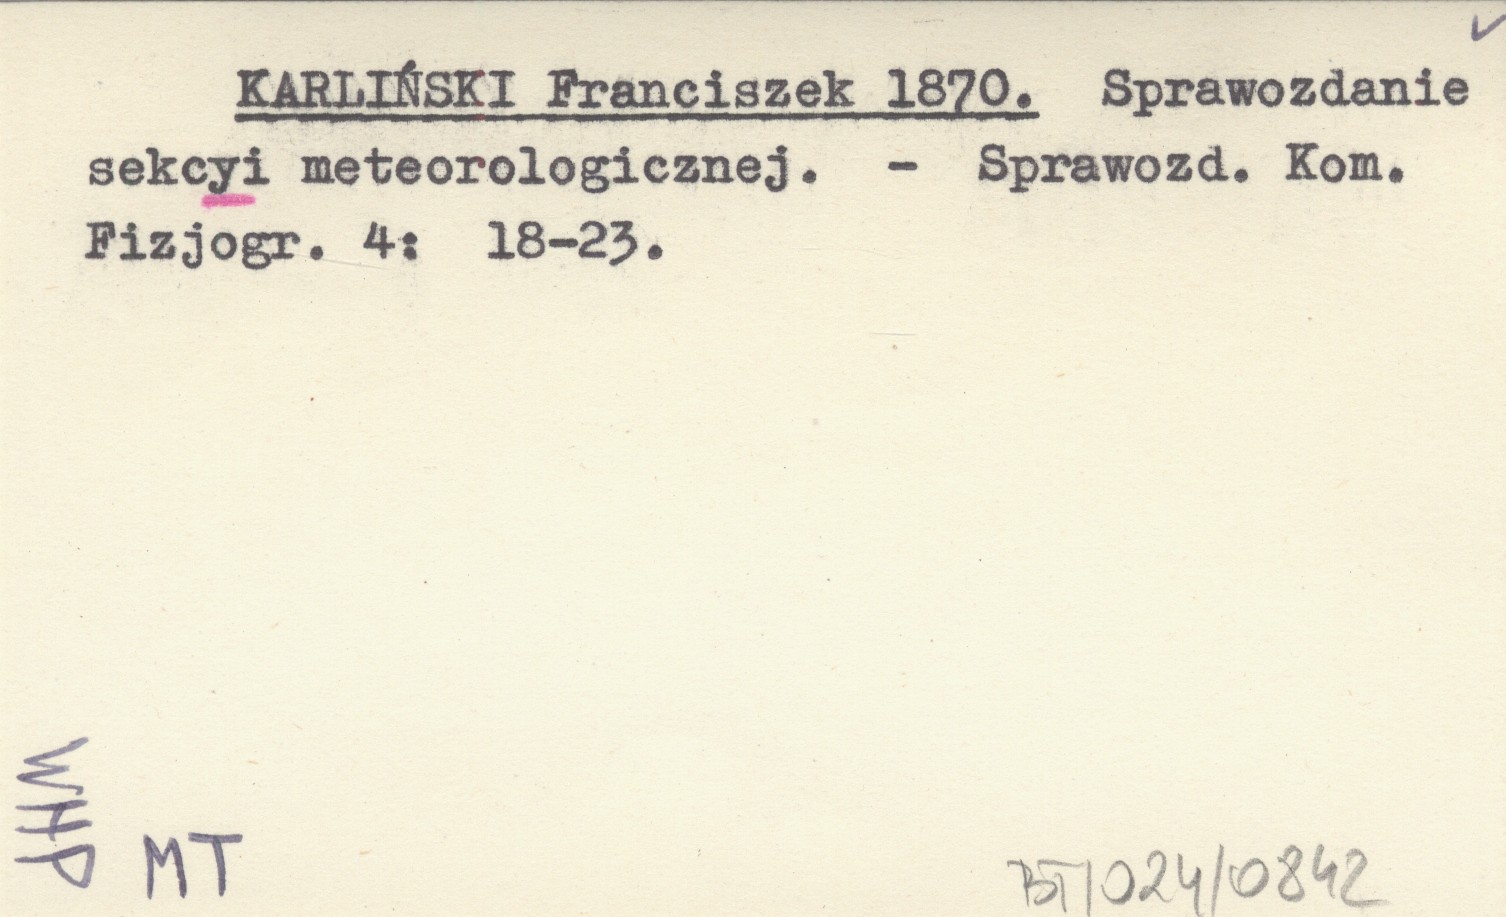 KARLIŃSKI Franciszek 1870. Sprawozdanie
sekcyi meteorologicznej. - Sprawozd. Kom.
Fizjogr. 4: 18-23.
WHP
MT
BT/024/0842